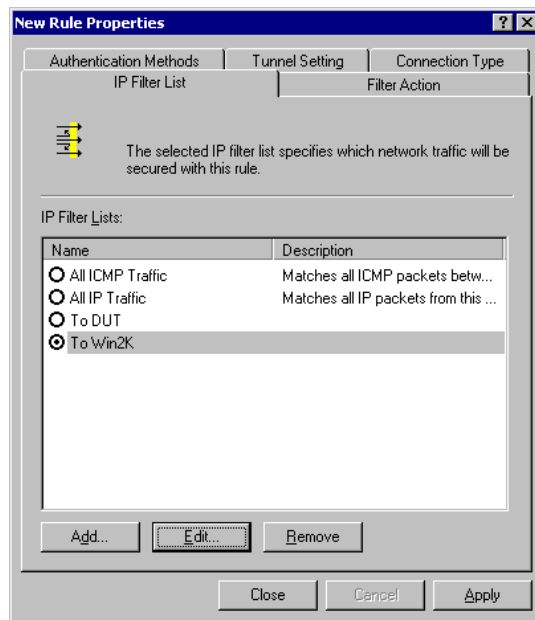 New Rule Properties
Authentication Methods Tunnel Setting Connection Type
IP Filter List Filter Action
The selected IP filter list specifies which network traffic will be
secured with this rule.
IP Filter Lists:
Name Description
All ICMP Traffic Matches all ICMP packets betw...
All IP Traffic Matches all IP packets from this ...
To DUT
To Win2K
Add... Edit... Remove
Close Cancel Apply